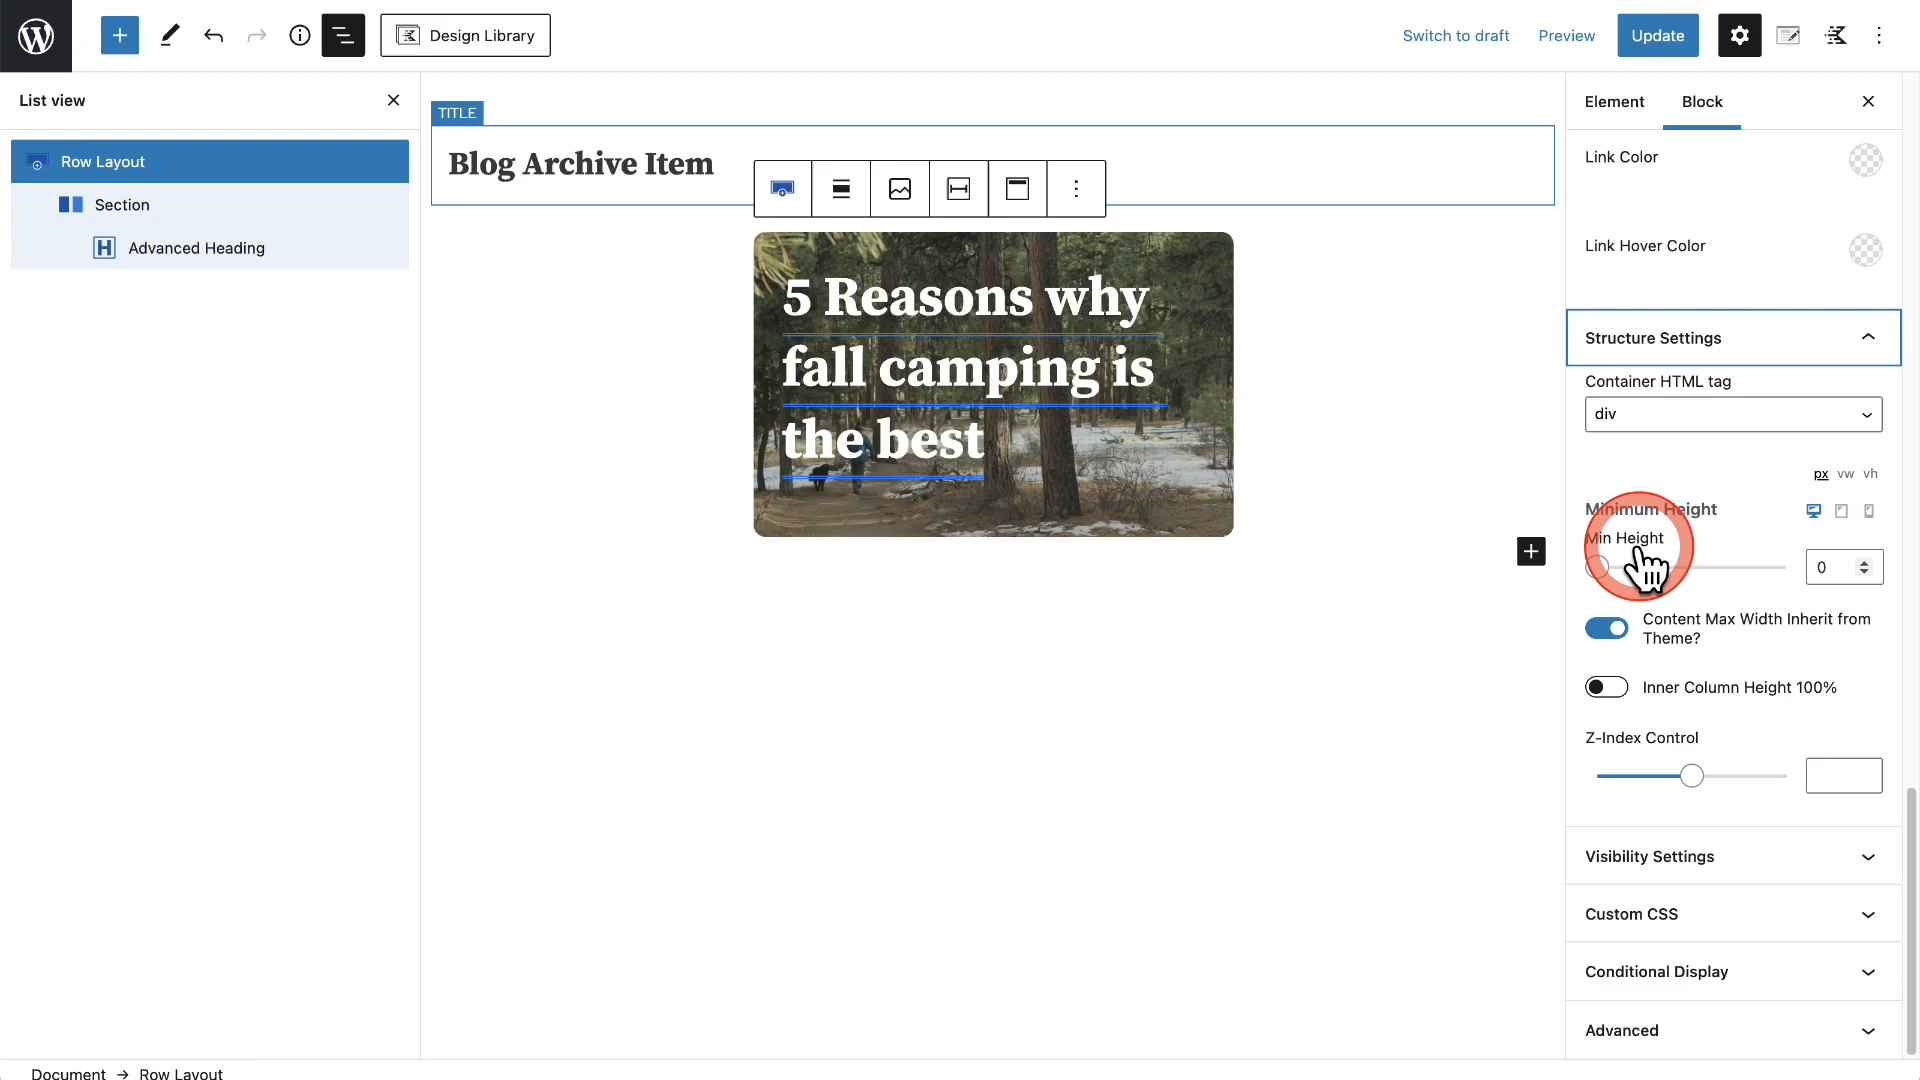 Design Library
Switch to draft
Preview
Update
List view
Row Layout
Section
Advanced Heading
TITLE
Blog Archive Item
5 Reasons why
fall camping is
the best
Element
Block
Link Color
Link Hover Color
Structure Settings
Container HTML tag
div
px vw vh
Minimum Height
Min Height
0
Content Max Width Inherit from
Theme?
Inner Column Height 100%
Z-Index Control
Visibility Settings
Custom CSS
Conditional Display
Advanced
Document → Row Layout